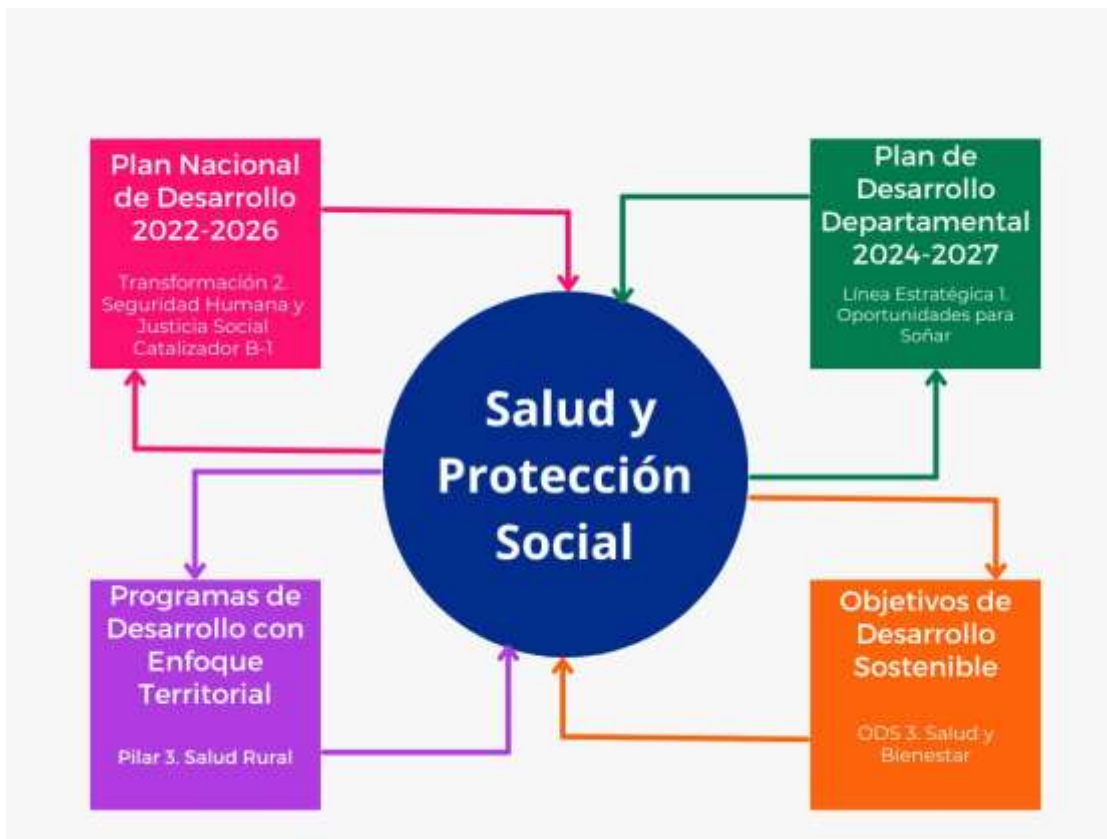 Plan Nacional
de Desarrollo
2022-2026
Transformación 2.
Seguridad Humana y
Justicia Social
Catalizador B-1
Plan de
Desarrollo
Departamental
2024-2027
Línea Estratégica 1.
Oportunidades para
Soñar
Salud y
Protección
Social
Programas de
Desarrollo con
Enfoque
Territorial
Pilar 3. Salud Rural
Objetivos de
Desarrollo
Sostenible
ODS 3. Salud y
Bienestar